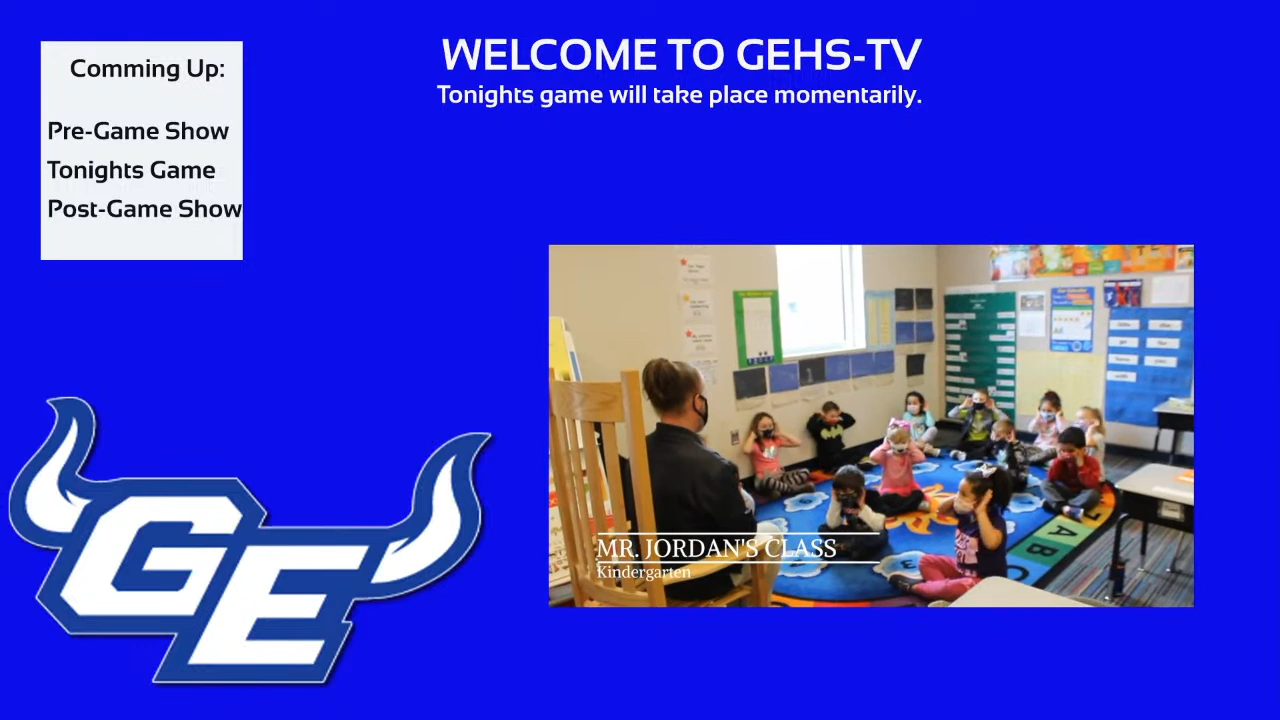 WELCOME TO GEHS-TV
Tonights game will take place momentarily.
Comming Up:
Pre-Game Show
Tonights Game
Post-Game Show
GE
MR. JORDAN'S CLASS
Kindergarten
A
B
C